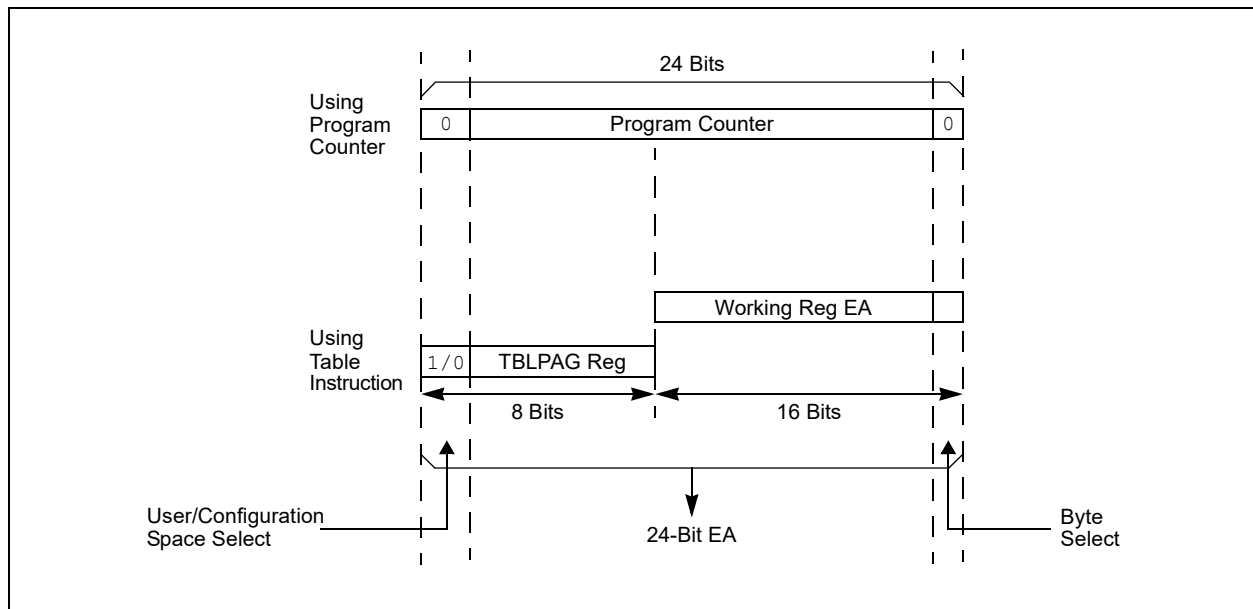 24 Bits
Using
Program
Counter
0
Program Counter
0
Working Reg EA
Using
Table
Instruction
1/0
TBLPAG Reg
8 Bits
16 Bits
User/Configuration
Space Select
24-Bit EA
Byte
Select